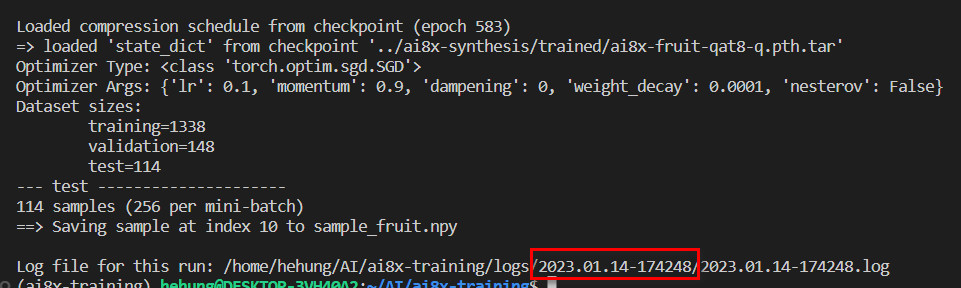 Loaded compression schedule from checkpoint (epoch 583)
=> loaded 'state_dict' from checkpoint '../ai8x-synthesis/trained/ai8x-fruit-qat8-q.pth.tar'
Optimizer Type: <class 'torch.optim.sgd.SGD'>
Optimizer Args: {'lr': 0.1, 'momentum': 0.9, 'dampening': 0, 'weight_decay': 0.0001, 'nesterov': False}
Dataset sizes:
        training=1338
        validation=148
        test=114
--- test ---------------------
114 samples (256 per mini-batch)
==> Saving sample at index 10 to sample_fruit.npy

Log file for this run: /home/hehung/AI/ai8x-training/logs/2023.01.14-174248/2023.01.14-174248.log
(ai8x-training) hehung@DESKTOP-3VH40A2:~/AI/ai8x-training$